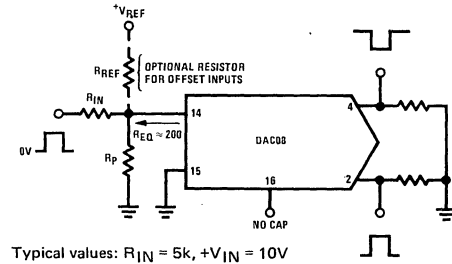 +VREF
RREF
OPTIONAL RESISTOR
FOR OFFSET INPUTS
RIN
0V
REQ ≈ 200
RP
14
15
16
4
2
DAC08
NO CAP
Typical values: RIN = 5k, +VIN = 10V